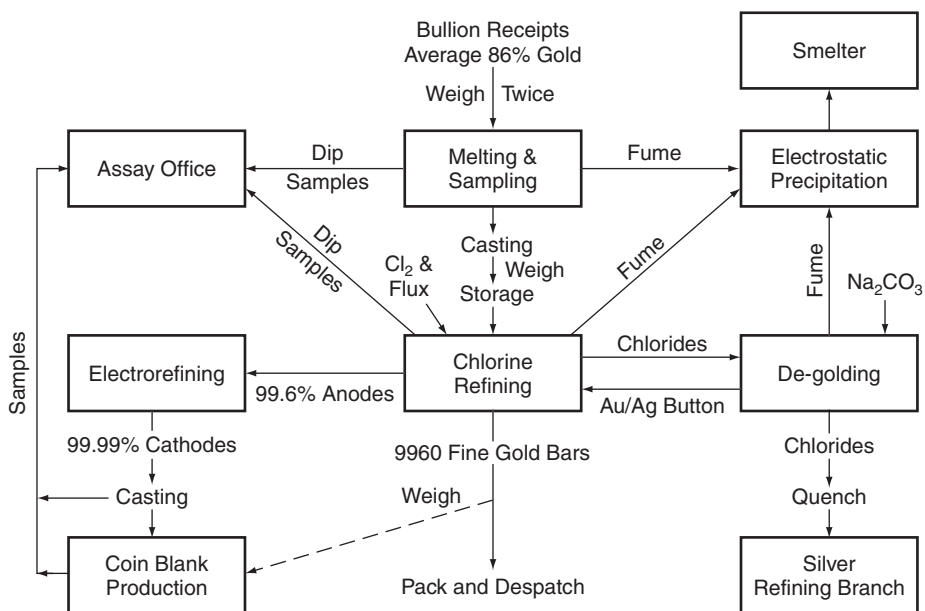 Bullion Receipts
Average 86% Gold
Weigh Twice
Smelter
Assay Office
Dip
Samples
Melting &
Sampling
Fume
Electrostatic
Precipitation
Dip
Samples
Cl₂ &
Flux
Casting
Weigh
Storage
Fume
Fume
Na₂CO₃
Samples
Electrorefining
99.6% Anodes
Chlorine
Refining
Chlorides
Au/Ag Button
De-golding
99.99% Cathodes
9960 Fine Gold Bars
Chlorides
Casting
Weigh
Quench
Coin Blank
Production
Pack and Despatch
Silver
Refining Branch